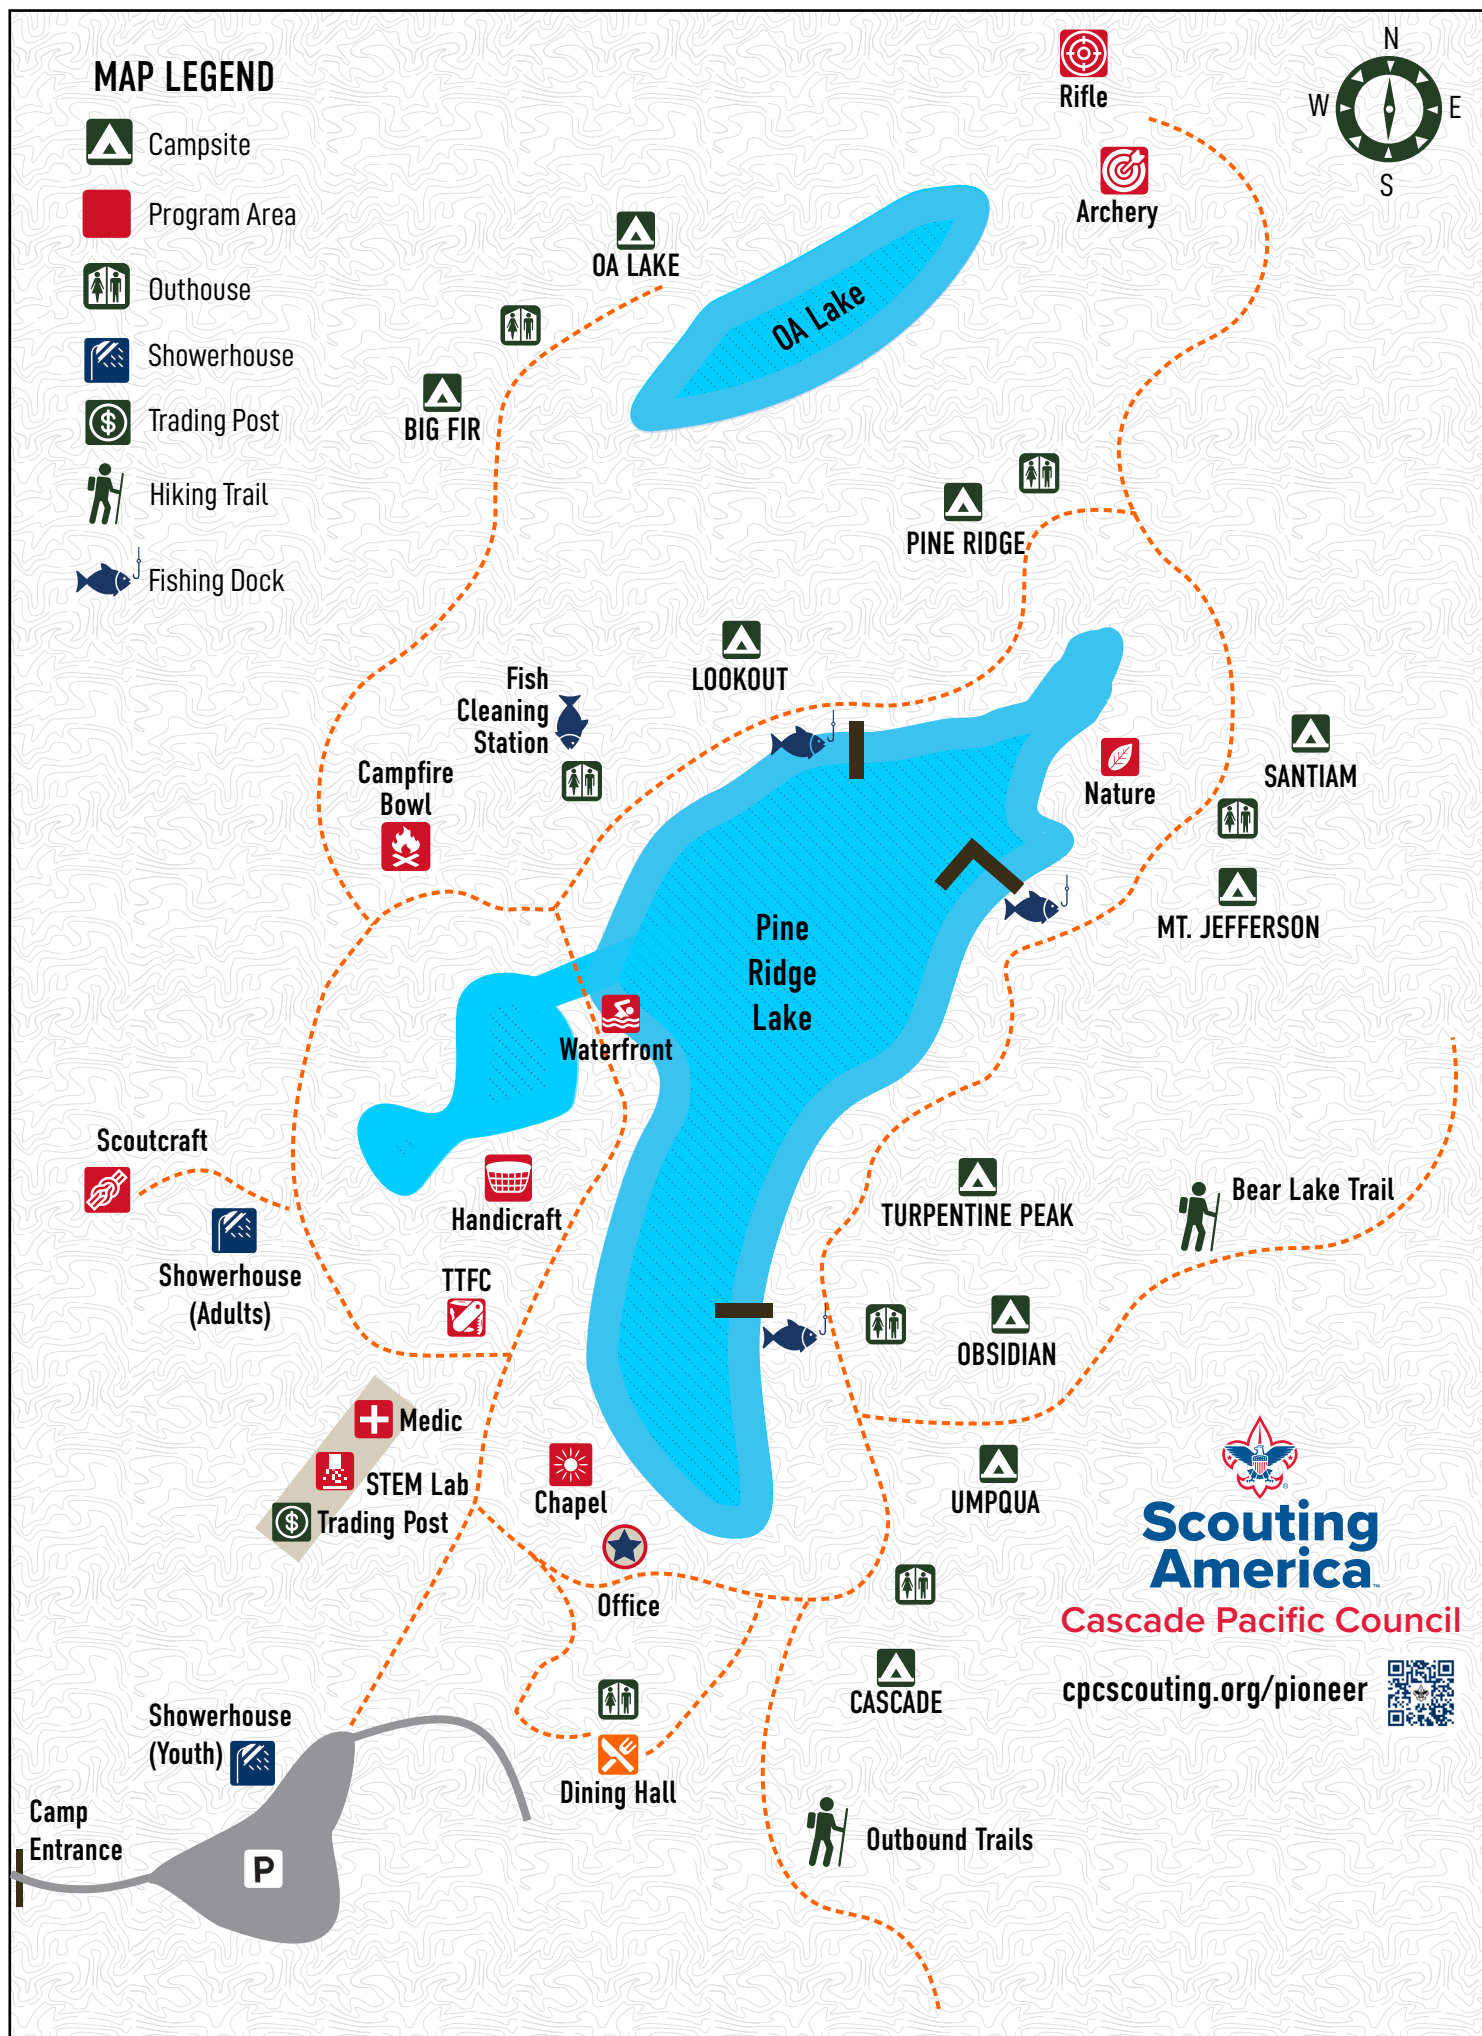 MAP LEGEND
Campsite
Program Area
Outhouse
Showerhouse
Trading Post
Hiking Trail
Fishing Dock
N
W
E
S
Rifle
Archery
OA LAKE
OA Lake
BIG FIR
PINE RIDGE
LOOKOUT
Fish
Cleaning
Station
Campfire
Bowl
Nature
SANTIAM
MT. JEFFERSON
Pine
Ridge
Lake
Waterfront
Scoutcraft
Handicraft
Showerhouse
(Adults)
TTFC
TURPENTINE PEAK
Bear Lake Trail
OBSIDIAN
Medic
STEM Lab
Trading Post
Chapel
Office
UMPQUA
Scouting
America
Cascade Pacific Council
cpcscouting.org/pioneer
CASCADE
Showerhouse
(Youth)
Dining Hall
Camp
Entrance
P
Outbound Trails